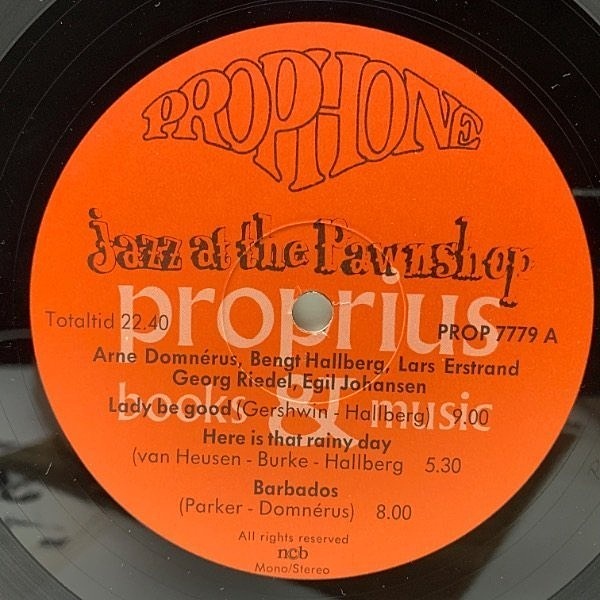 PROPHONE
Jazz at the Pawnshop
proprius
Totaltid 22.40
PROP 7779 A
Arne Domnérus, Bengt Hallberg, Lars Erstrand
Georg Riedel, Egil Johansen
books & music
Lady be good (Gershwin - Hallberg) 9.00
Here is that rainy day
(van Heusen - Burke - Hallberg 5.30
Barbados
(Parker - Domnérus) 8.00
All rights reserved
ncb
Mono/Stereo